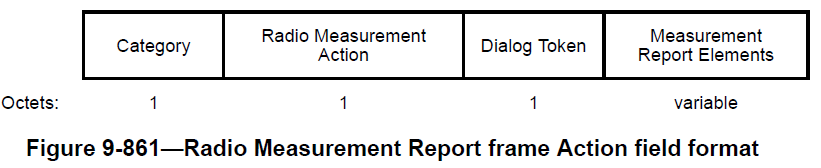 Category
Radio Measurement
Action
Dialog Token
Measurement
Report Elements
Octets: 1 1 1 variable
Figure 9-861—Radio Measurement Report frame Action field format